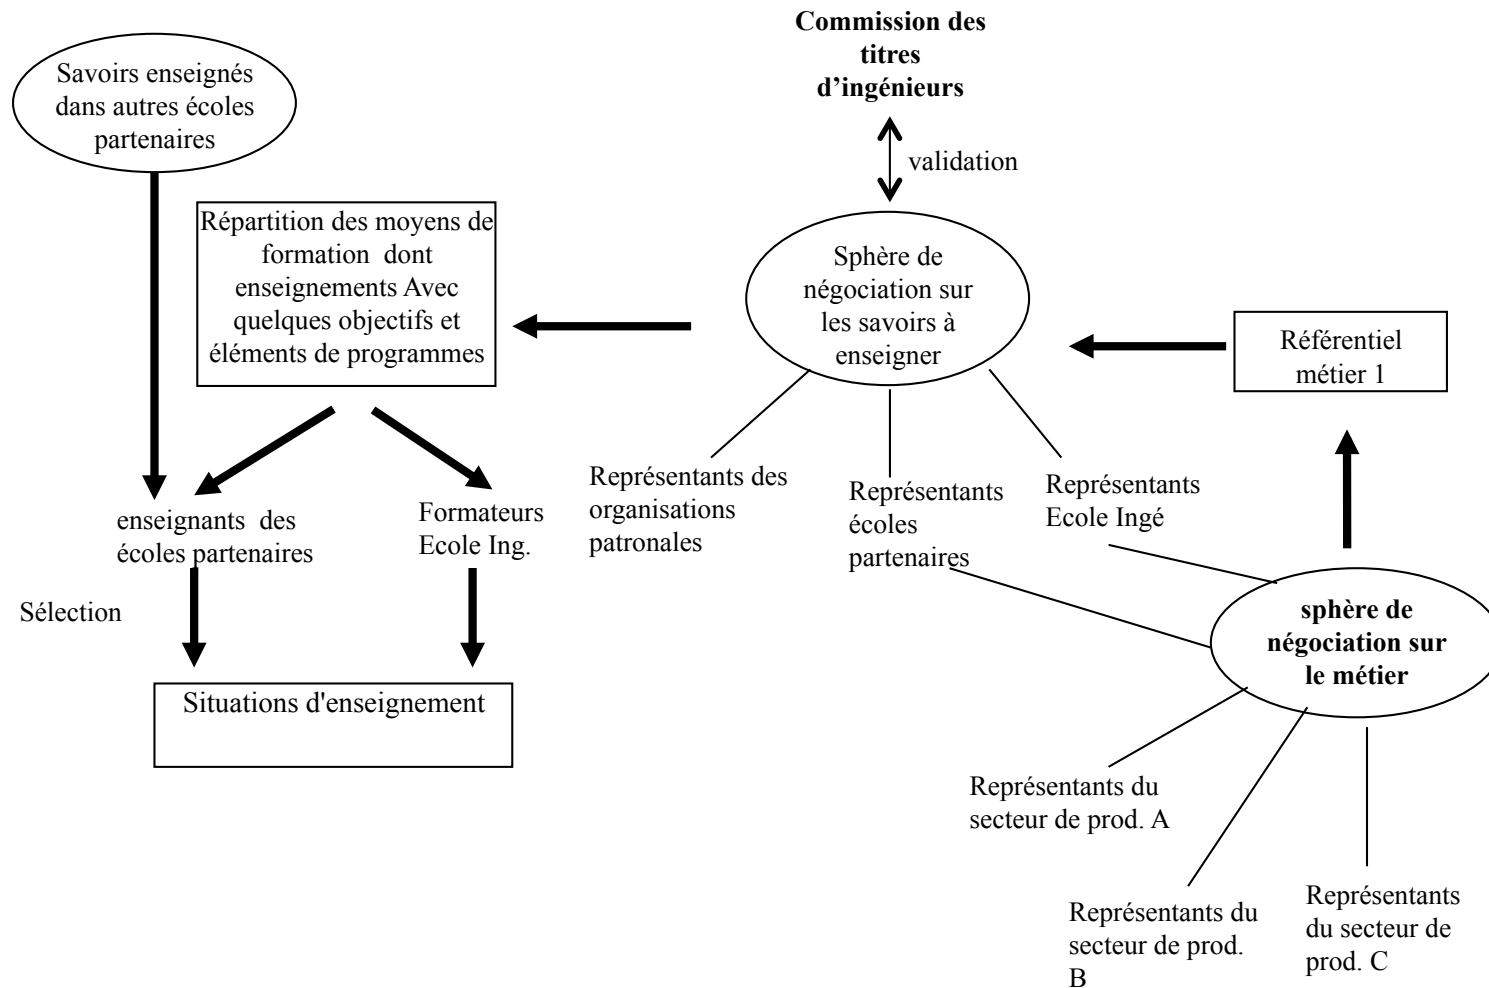 Commission des
titres
d’ingénieurs
Savoirs enseignés
dans autres écoles
partenaires
validation
Répartition des moyens de
formation  dont
enseignements Avec
quelques objectifs et
éléments de programmes
Sphère de
négociation sur
les savoirs à
enseigner
Référentiel
métier 1
Représentants des
organisations
patronales
Représentants
écoles
partenaires
Représentants
Ecole Ingé
enseignants  des
écoles partenaires
Formateurs
Ecole Ing.
Sélection
sphère de
négociation sur
le métier
Situations d'enseignement
Représentants du
secteur de prod. A
Représentants du
secteur de prod.
B
Représentants
du secteur de
prod. C